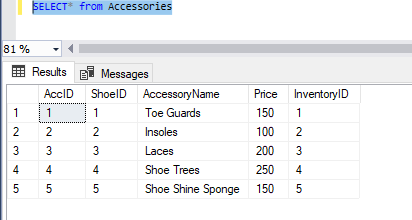 SELECT* from Accessories
81 %
Results Messages
AccID ShoeID AccessoryName Price InventoryID
1 1 1 Toe Guards 150 1
2 2 2 Insoles 100 2
3 3 3 Laces 200 3
4 4 4 Shoe Trees 250 4
5 5 5 Shoe Shine Sponge 150 5